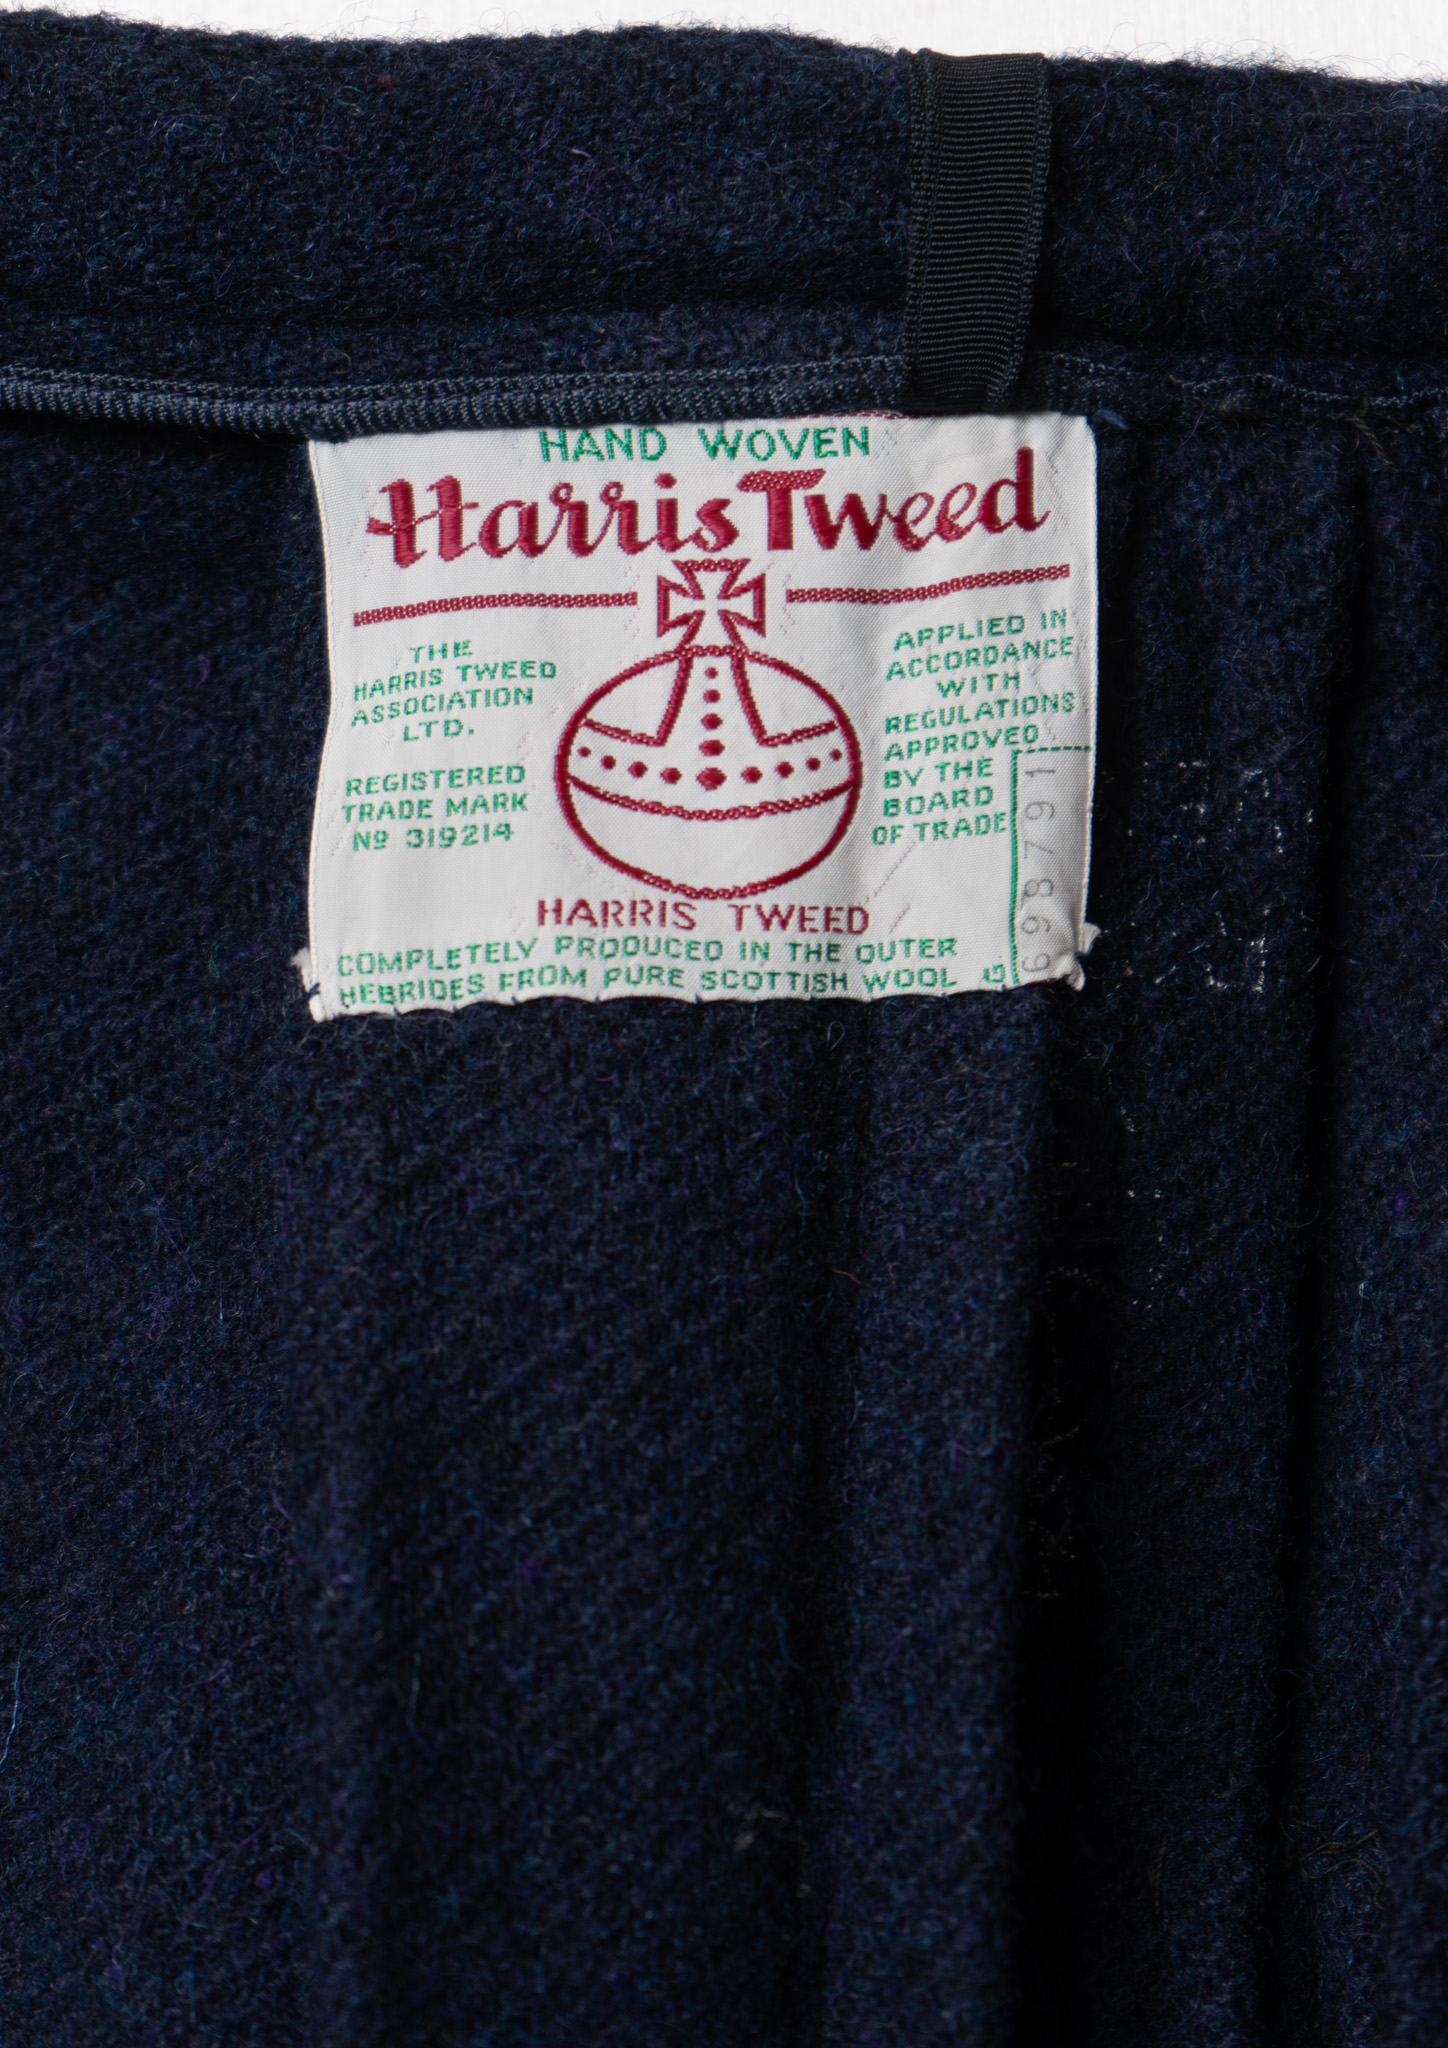 HAND WOVEN
Harris Tweed
THE
HARRIS TWEED
ASSOCIATION
LTD.
REGISTERED
TRADE MARK
Nº 319214
APPLIED IN
ACCORDANCE
WITH
REGULATIONS
APPROVED
BY THE
BOARD
OF TRADE
HARRIS TWEED
COMPLETELY PRODUCED IN THE OUTER
HEBRIDES FROM PURE SCOTTISH WOOL
G
698791